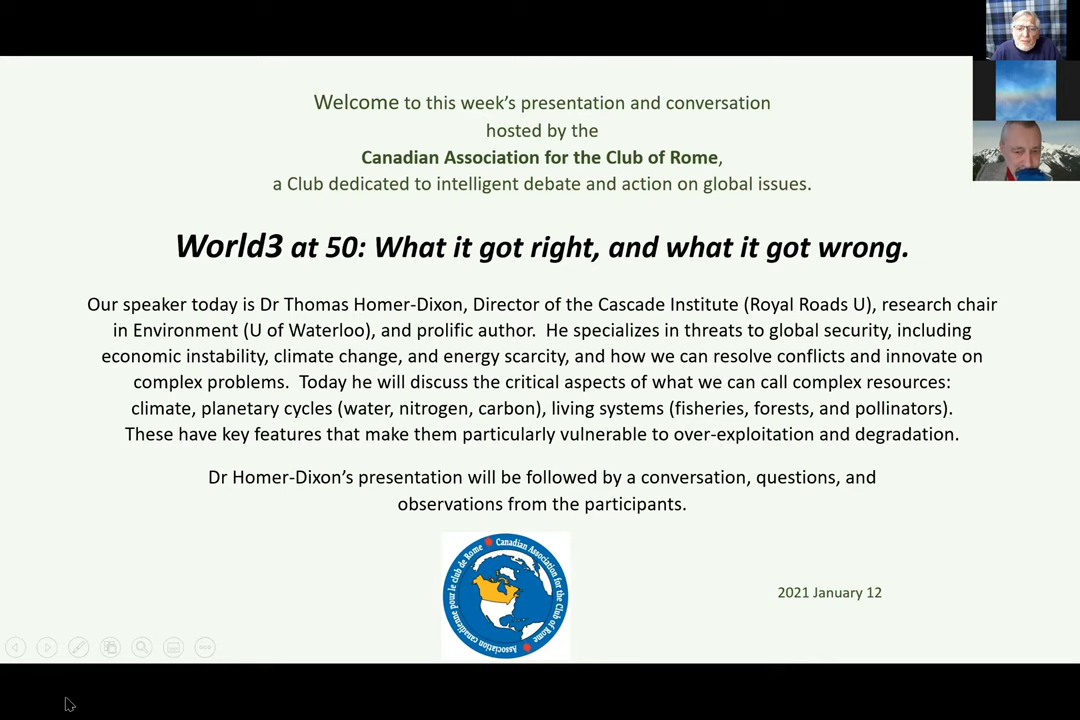 Welcome to this week's presentation and conversation
hosted by the
Canadian Association for the Club of Rome,
a Club dedicated to intelligent debate and action on global issues.
World3 at 50: What it got right, and what it got wrong.
Our speaker today is Dr Thomas Homer-Dixon, Director of the Cascade Institute (Royal Roads U), research chair
in Environment (U of Waterloo), and prolific author. He specializes in threats to global security, including
economic instability, climate change, and energy scarcity, and how we can resolve conflicts and innovate on
complex problems. Today he will discuss the critical aspects of what we can call complex resources:
climate, planetary cycles (water, nitrogen, carbon), living systems (fisheries, forests, and pollinators).
These have key features that make them particularly vulnerable to over-exploitation and degradation.
Dr Homer-Dixon's presentation will be followed by a conversation, questions, and
observations from the participants.
Canadian Association for the Club of Rome
Association canadienne pour le club de Rome
2021 January 12